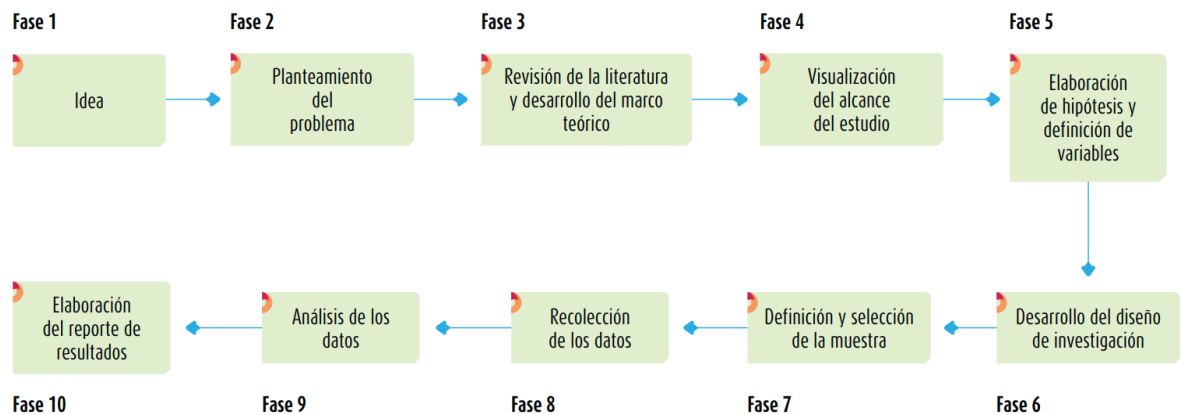 Fase 1
Idea
Fase 2
Planteamiento
del
problema
Fase 3
Revisión de la literatura
y desarrollo del marco
teórico
Fase 4
Visualización
del alcance
del estudio
Fase 5
Elaboración
de hipótesis y
definición de
variables
Desarrollo del diseño
de investigación
Fase 6
Definición y selección
de la muestra
Fase 7
Recolección
de los datos
Fase 8
Análisis de los
datos
Fase 9
Elaboración
del reporte de
resultados
Fase 10